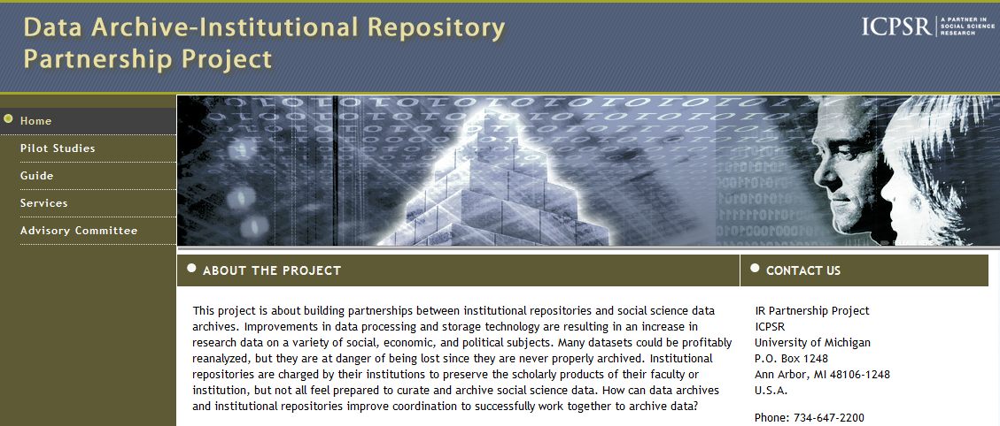 Data Archive-Institutional Repository
Partnership Project
ICPSR
A PARTNER IN
SOCIAL SCIENCE
RESEARCH
Home
Pilot Studies
Guide
Services
Advisory Committee
ABOUT THE PROJECT
This project is about building partnerships between institutional repositories and social science data
archives. Improvements in data processing and storage technology are resulting in an increase in
research data on a variety of social, economic, and political subjects. Many datasets could be profitably
reanalyzed, but they are at danger of being lost since they are never properly archived. Institutional
repositories are charged by their institutions to preserve the scholarly products of their faculty or
institution, but not all feel prepared to curate and archive social science data. How can data archives
and institutional repositories improve coordination to successfully work together to archive data?
CONTACT US
IR Partnership Project
ICPSR
University of Michigan
P.O. Box 1248
Ann Arbor, MI 48106-1248
U.S.A.
Phone: 734-647-2200